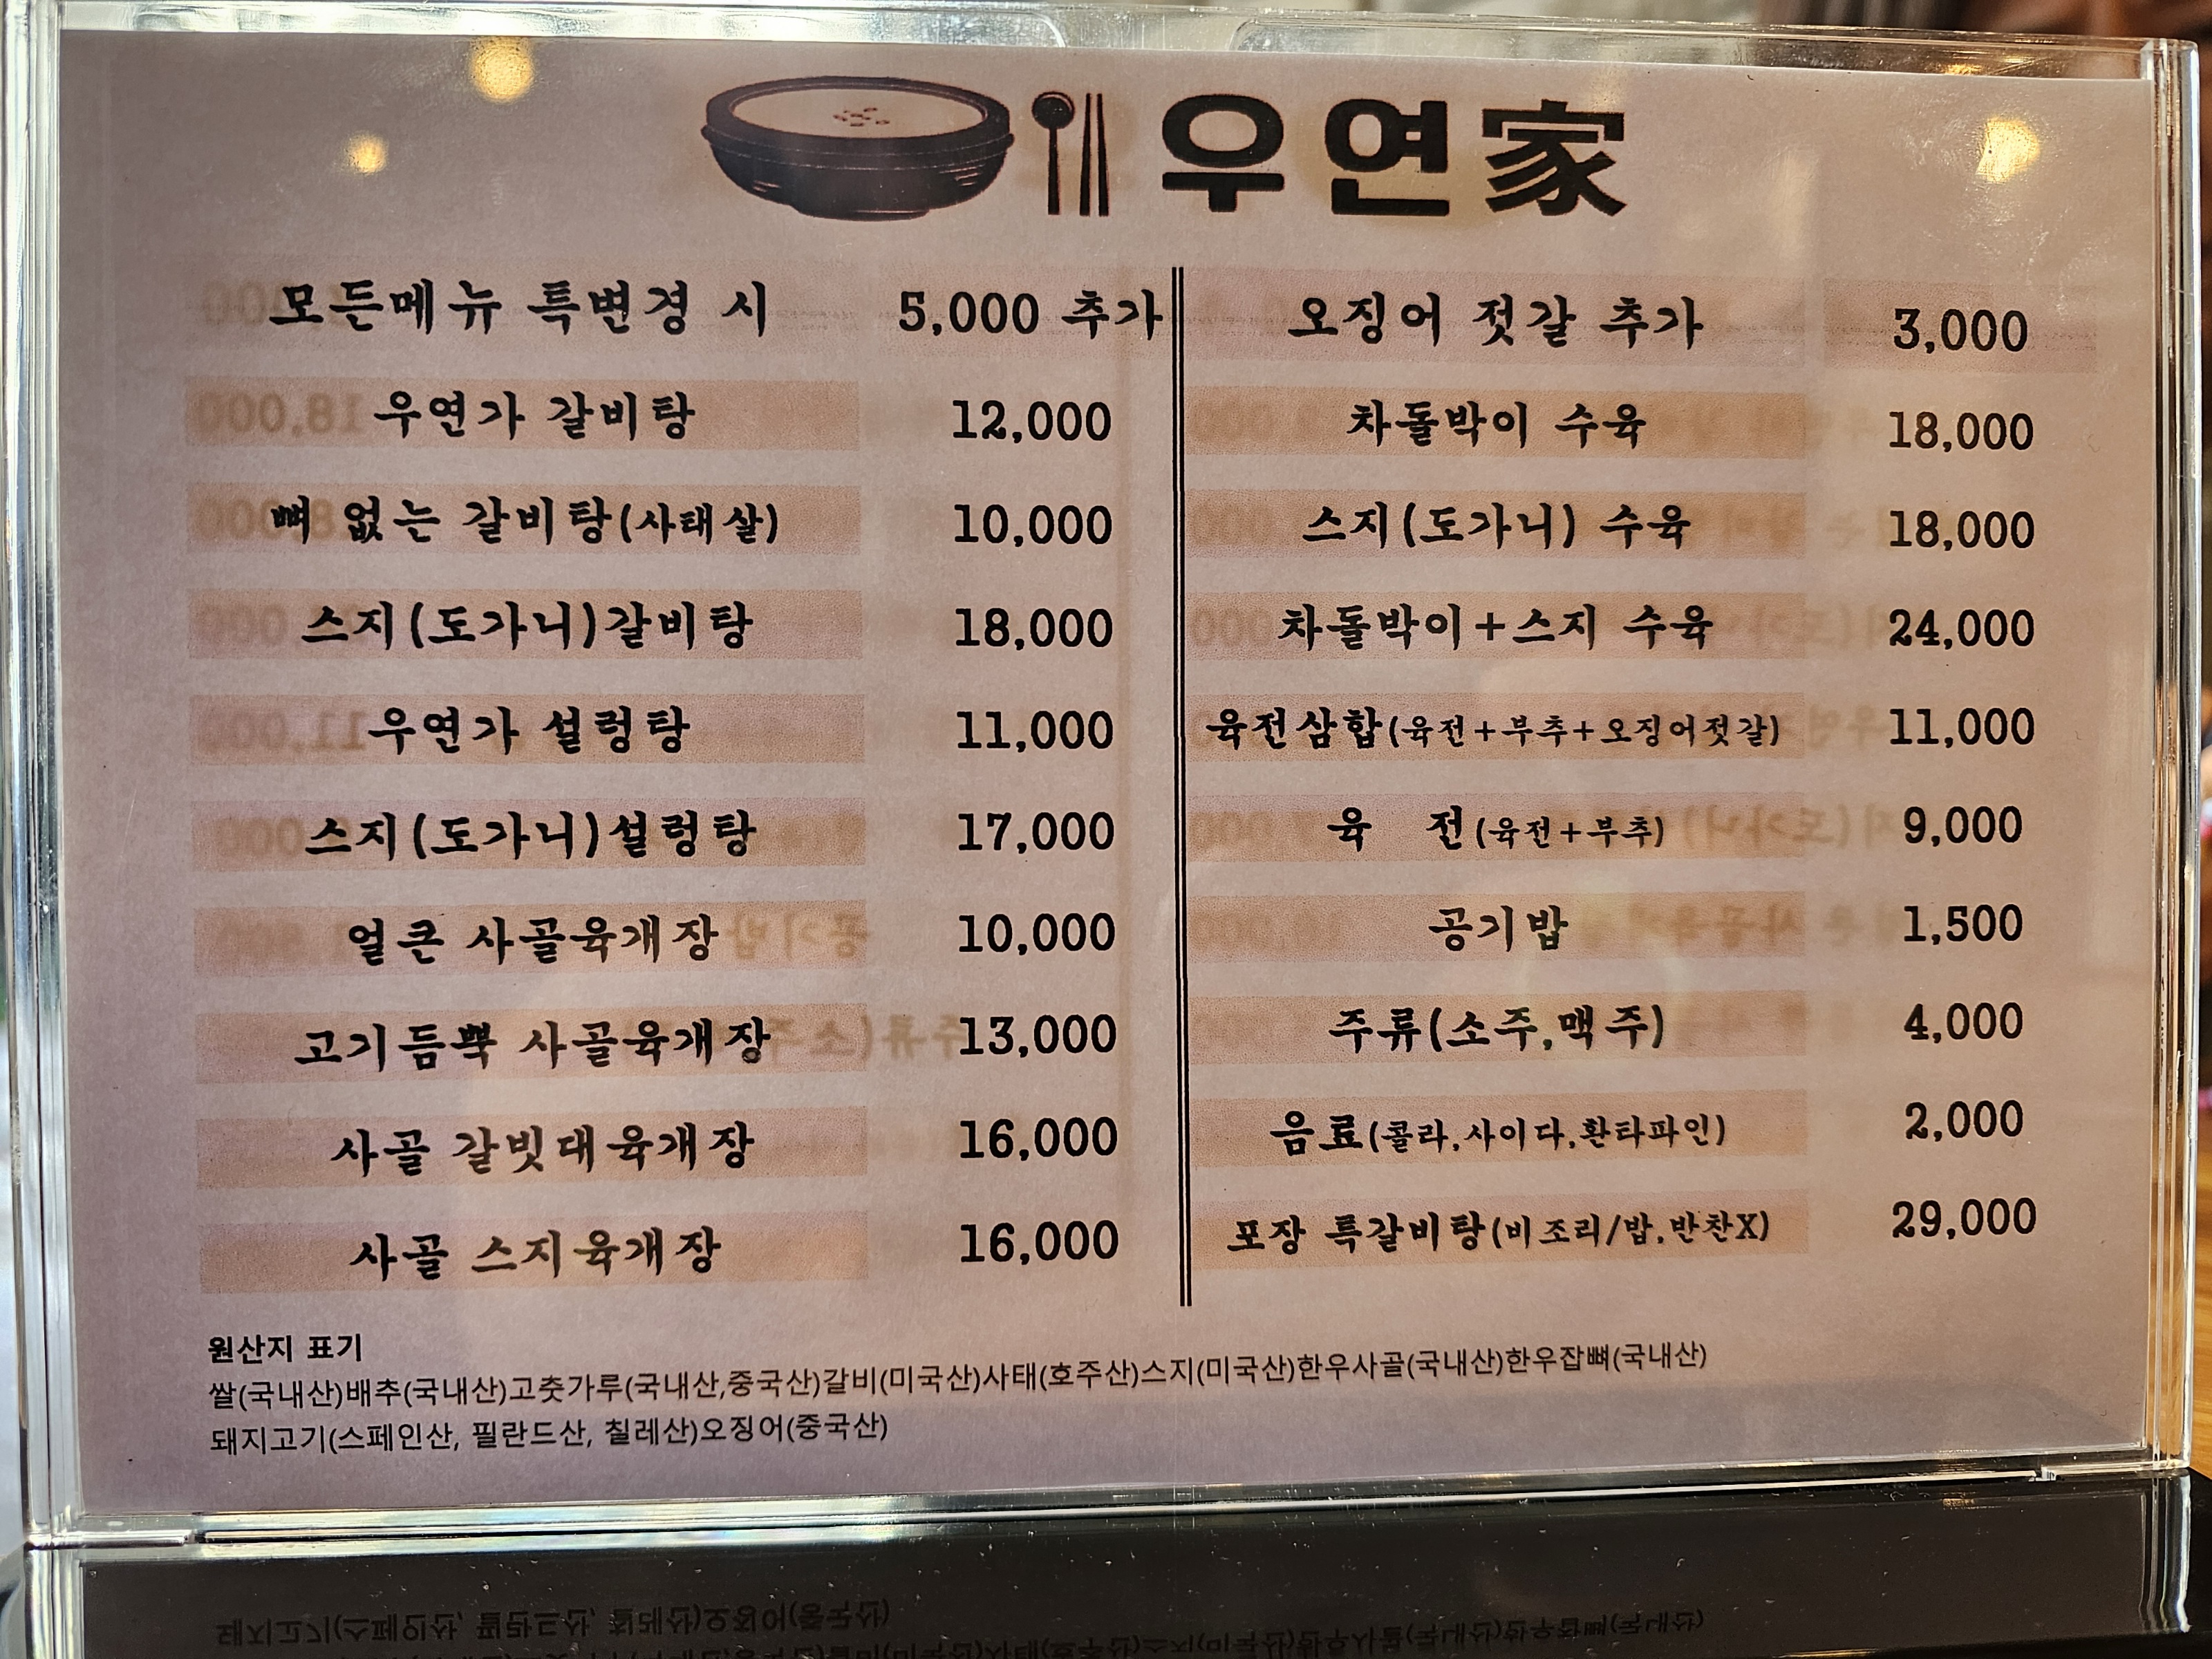 우연家
모든메뉴 특변경 시 5,000 추가
우연가 갈비탕 12,000
뼈 없는 갈비탕(사태살) 10,000
스지(도가니)갈비탕 18,000
우연가 설렁탕 11,000
스지(도가니)설렁탕 17,000
얼큰 사골육개장 10,000
고기듬뿍 사골육개장 13,000
사골 갈빗대육개장 16,000
사골 스지육개장 16,000
오징어 젓갈 추가 3,000
차돌박이 수육 18,000
스지(도가니) 수육 18,000
차돌박이+스지 수육 24,000
육전삼합(육전+부추+오징어젓갈) 11,000
육 전(육전+부추) 9,000
공기밥 1,500
주류(소주,맥주) 4,000
음료(콜라,사이다,환타파인) 2,000
포장 특갈비탕(비조리/밥,반찬X) 29,000
원산지 표기
쌀(국내산)배추(국내산)고춧가루(국내산,중국산)갈비(미국산)사태(호주산)스지(미국산)한우사골(국내산)한우잡뼈(국내산)
돼지고기(스페인산, 필란드산, 칠레산)오징어(중국산)